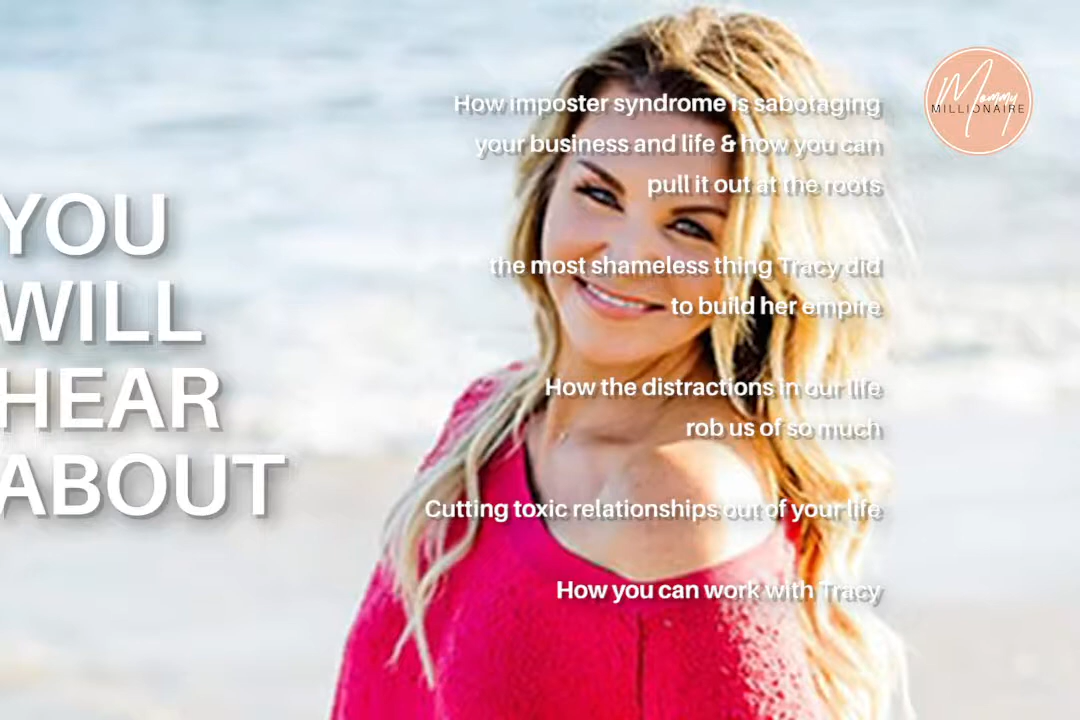 YOU
WILL
HEAR
ABOUT
How imposter syndrome is sabotaging
your business and life & how you can
pull it out at the roots
the most shameless thing Tracy did
to build her empire
How the distractions in our life
rob us of so much
Cutting toxic relationships out of your life
How you can work with Tracy
Mommy
MILLIONAIRE